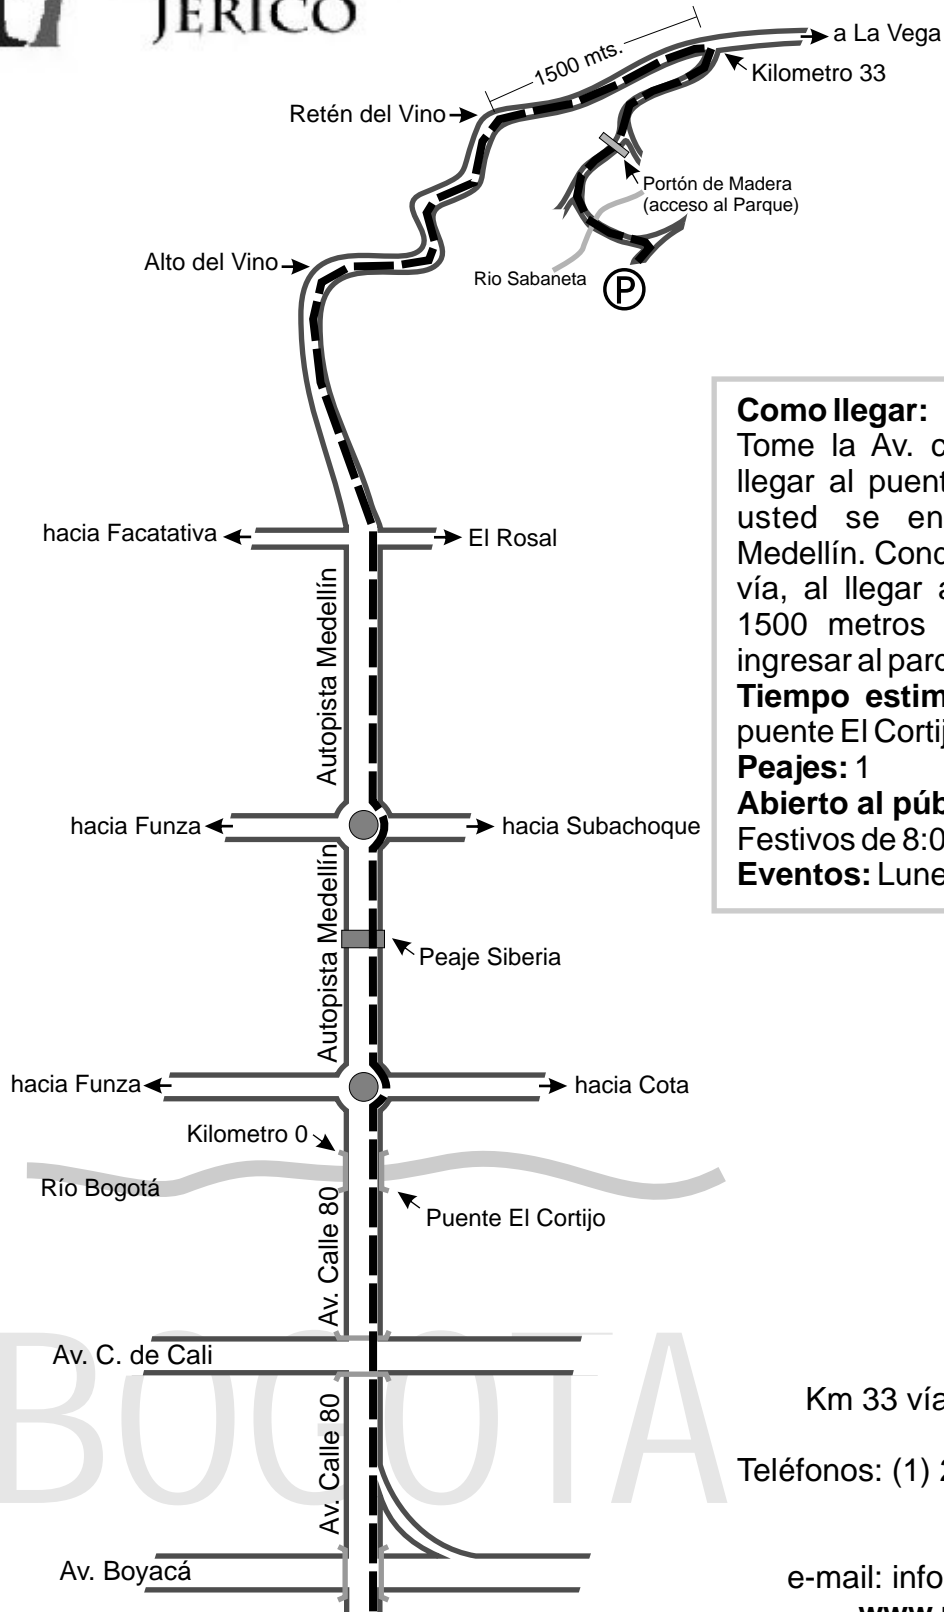 JERICO
a La Vega
1500 mts.
Kilometro 33
Retén del Vino
Portón de Madera
(acceso al Parque)
Alto del Vino
Rio Sabaneta
P
Como llegar:
Tome la Av. c
llegar al puent
usted se en
Medellín. Cond
vía, al llegar a
1500 metros
ingresar al parq
Tiempo estim
puente El Cortij
Peajes: 1
Abierto al púb
Festivos de 8:0
Eventos: Lune
hacia Facatativa
El Rosal
Autopista Medellín
hacia Funza
hacia Subachoque
Autopista Medellín
Peaje Siberia
hacia Funza
hacia Cota
Kilometro 0
Río Bogotá
Puente El Cortijo
Av. Calle 80
BOGOTA
Av. C. de Cali
Av. Calle 80
Km 33 vía
Teléfonos: (1) 2
Av. Boyacá
e-mail: info
www.